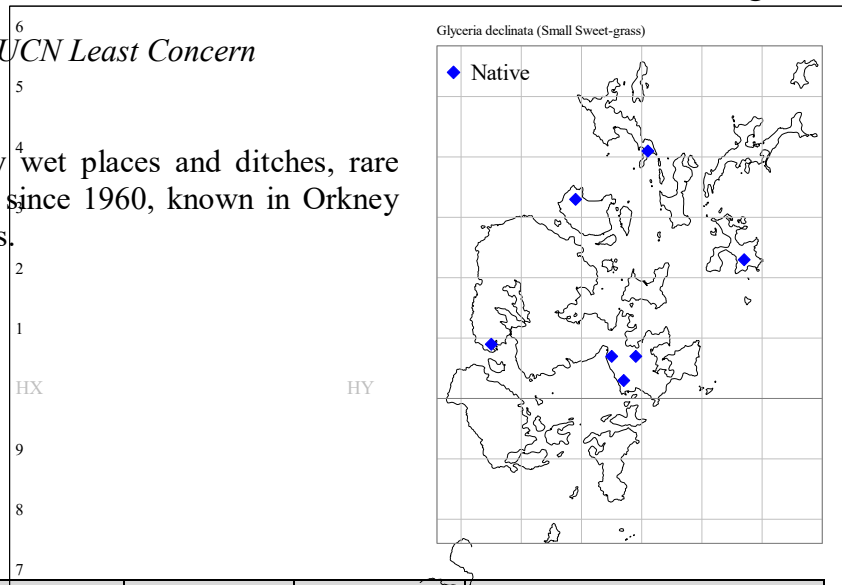 Glyceria declinata (Small Sweet-grass)
Native
UCN Least Concern
wet places and ditches, rare
since 1960, known in Orkney
s.
6
5
4
3
2
1
HX HY
9
8
7